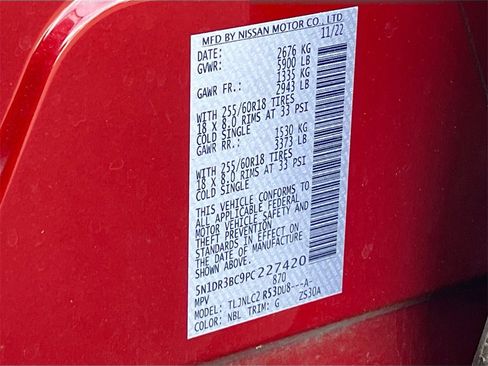 MFD BY NISSAN MOTOR CO., LTD
DATE: 11/22
GVWR: 2676 KG
5900 LB
GAWR FR.: 1335 KG
2943 LB
WITH 255/60R18 TIRES
18 X 8.0 RIMS AT 33 PSI
COLD SINGLE
GAWR RR.: 1530 KG
3373 LB
WITH 255/60R18 TIRES
18 X 8.0 RIMS AT 33 PSI
COLD SINGLE
THIS VEHICLE CONFORMS TO
ALL APPLICABLE FEDERAL
MOTOR VEHICLE SAFETY AND
THEFT PREVENTION
STANDARDS IN EFFECT ON
THE DATE OF MANUFACTURE
SHOWN ABOVE.
5N1DR3BC9PC227420
MPV 870
MODEL: TLJNLC2 R53DU8---A
COLOR: NBL TRIM: G ZS30A